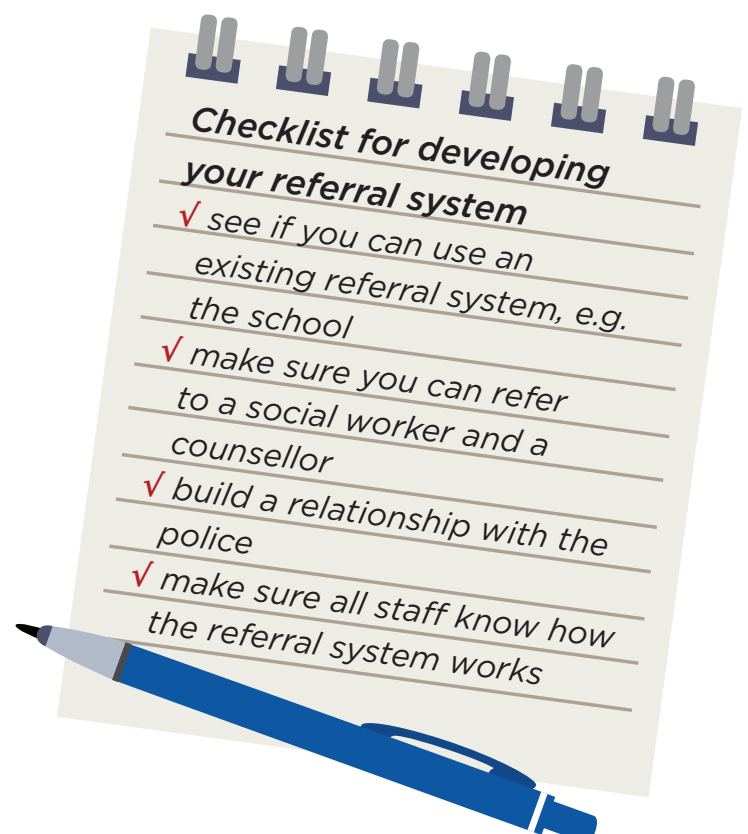 Checklist for developing
your referral system
√ see if you can use an
existing referral system, e.g.
the school
√ make sure you can refer
to a social worker and a
counsellor
√ build a relationship with the
police
√ make sure all staff know how
the referral system works